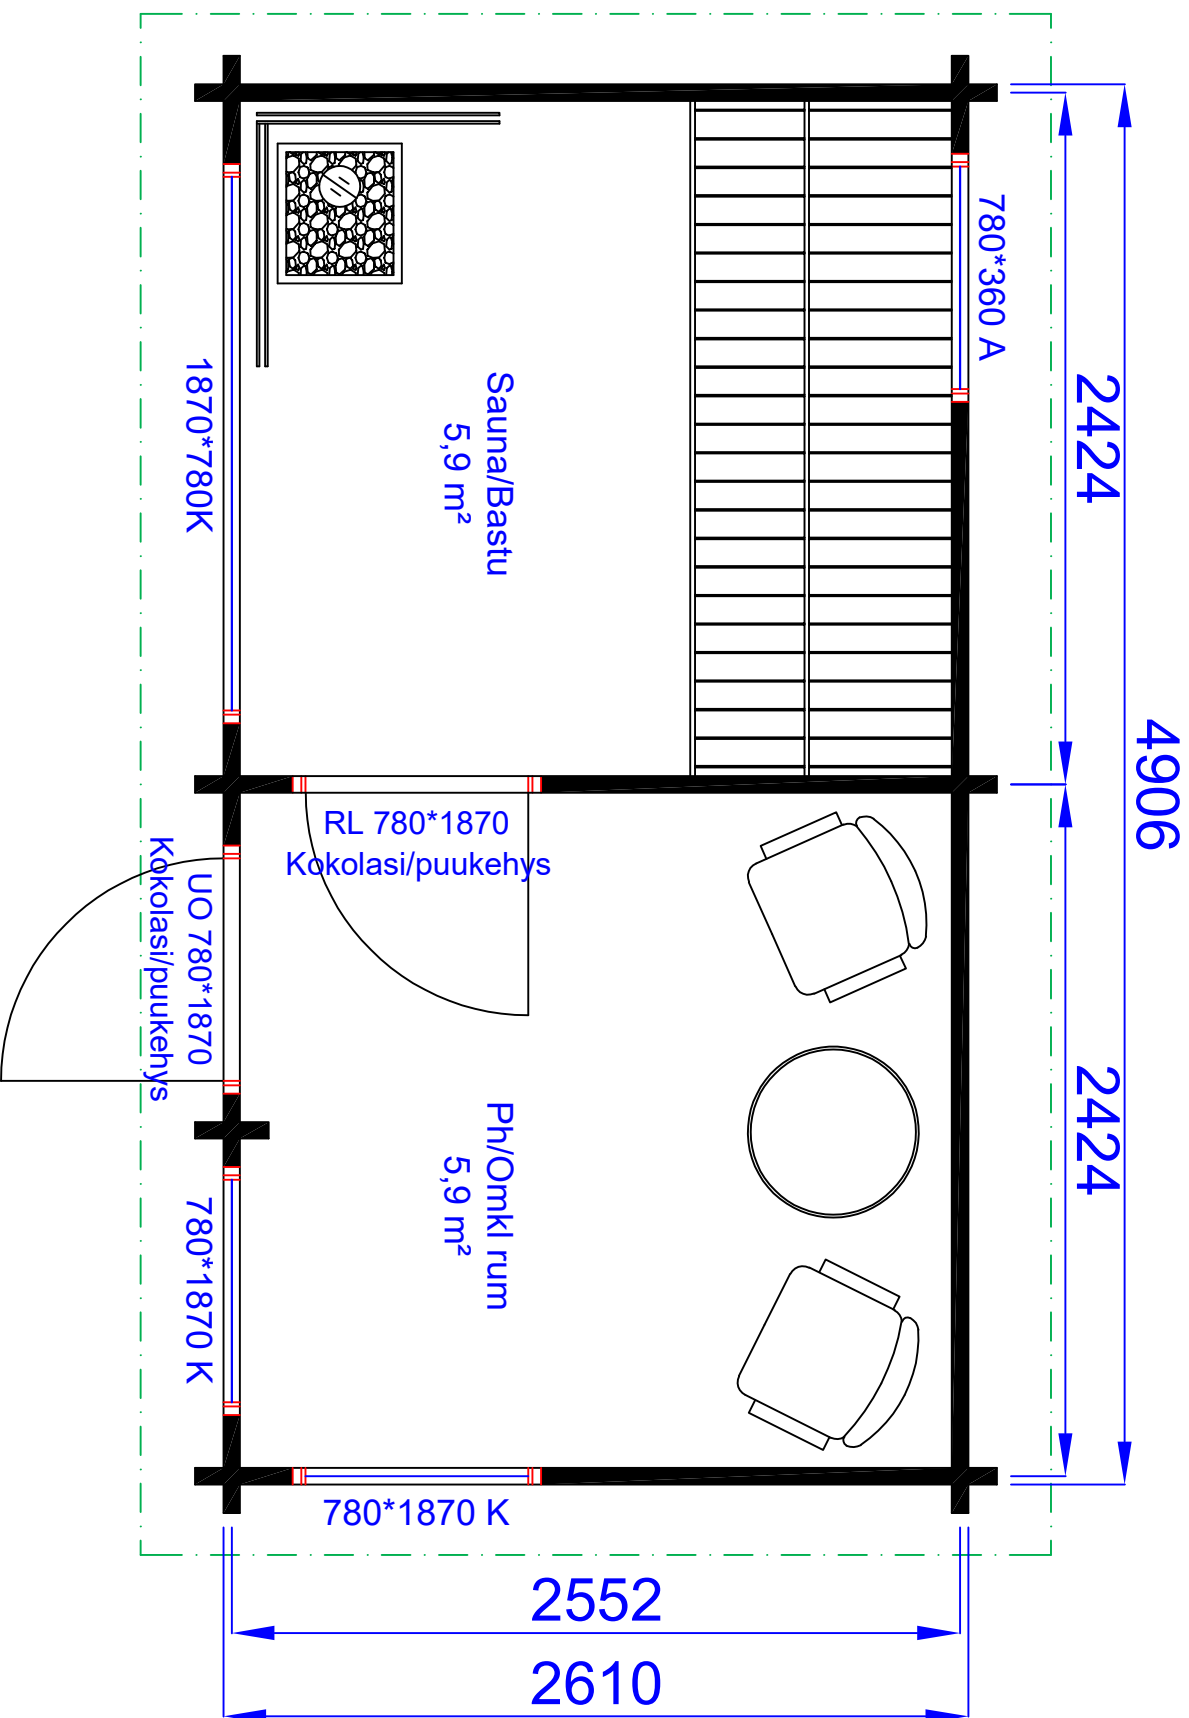 780*360 A
2424
4906
2424
1870*780K
Sauna/Bastu
5,9 m²
RL 780*1870
Kokolasi/puukehys
UO 780*1870
Kokolasi/puukehys
Ph/Omkl rum
5,9 m²
780*1870 K
780*1870 K
2552
2610